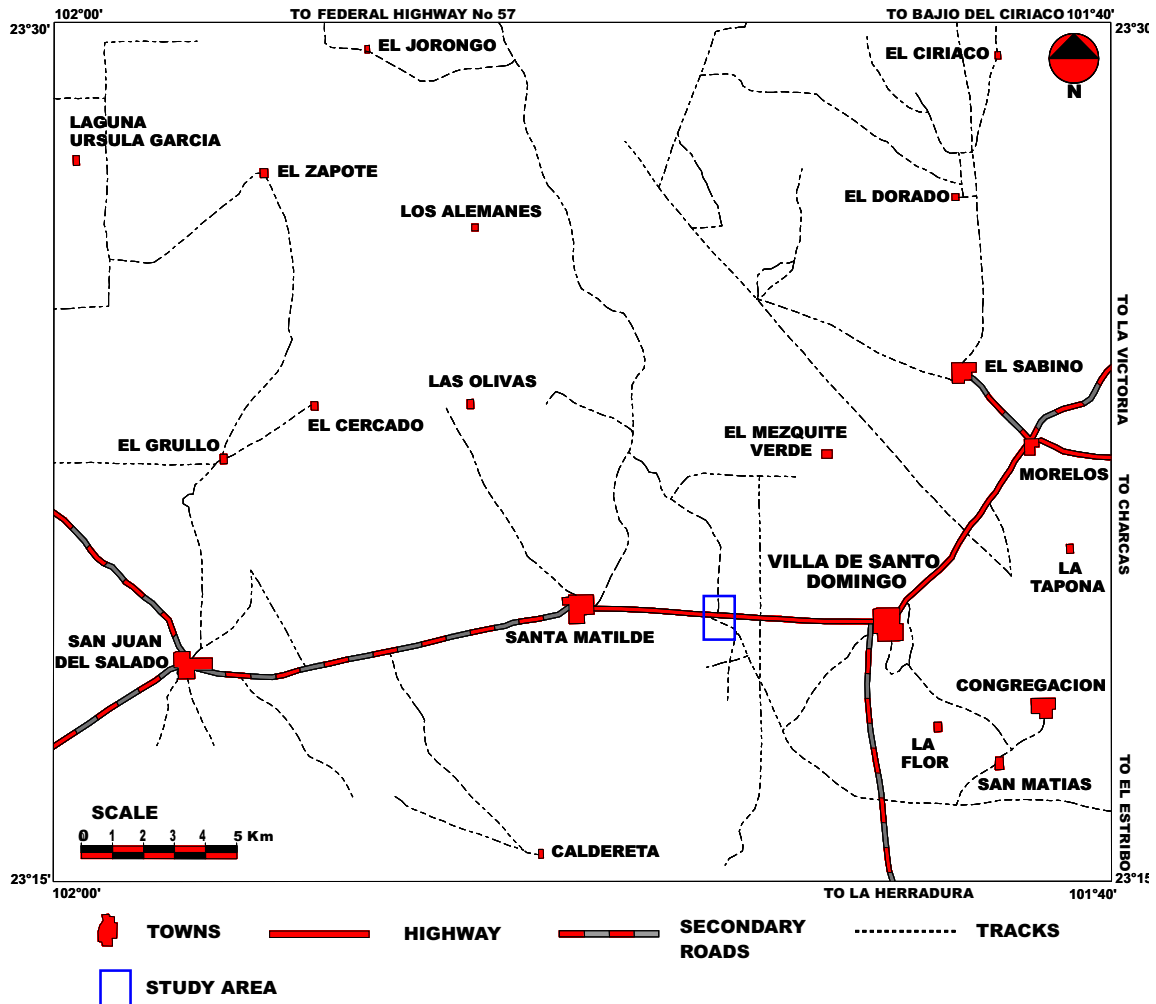 102°00'
TO FEDERAL HIGHWAY No 57
TO BAJIO DEL CIRIACO
101°40'
23°30'
23°30'
EL JORONGO
EL CIRIACO
N
LAGUNA
URSULA GARCIA
EL ZAPOTE
EL DORADO
LOS ALEMANES
TO LA VICTORIA
EL SABINO
LAS OLIVAS
EL CERCADO
EL GRULLO
EL MEZQUITE
VERDE
MORELOS
TO CHARCAS
VILLA DE SANTO
DOMINGO
LA
TAPONA
SANTA MATILDE
SAN JUAN
DEL SALADO
CONGREGACION
LA
FLOR
SAN MATIAS
TO EL ESTRIBO
SCALE
0 1 2 3 4 5 Km
CALDERETA
23°15'
23°15'
102°00'
TO LA HERRADURA
101°40'
TOWNS
HIGHWAY
SECONDARY
ROADS
TRACKS
STUDY AREA